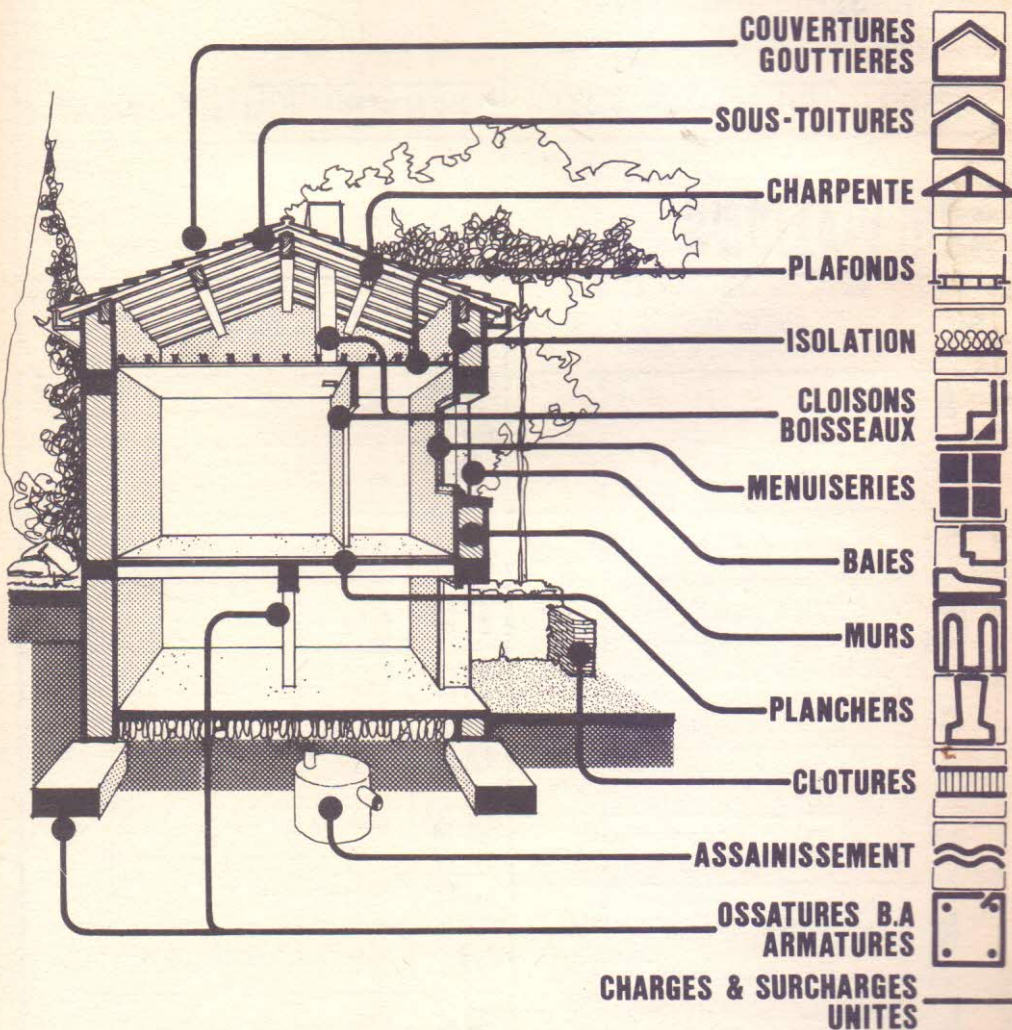 COUVERTURES
GOUTTIERES
SOUS-TOITURES
CHARPENTE
PLAFONDS
ISOLATION
CLOISONS
BOISSEAUX
MENUISERIES
BAIES
MURS
PLANCHERS
CLOTURES
ASSAINISSEMENT
OSSATURES B.A
ARMATURES
CHARGES & SURCHARGES
UNITES